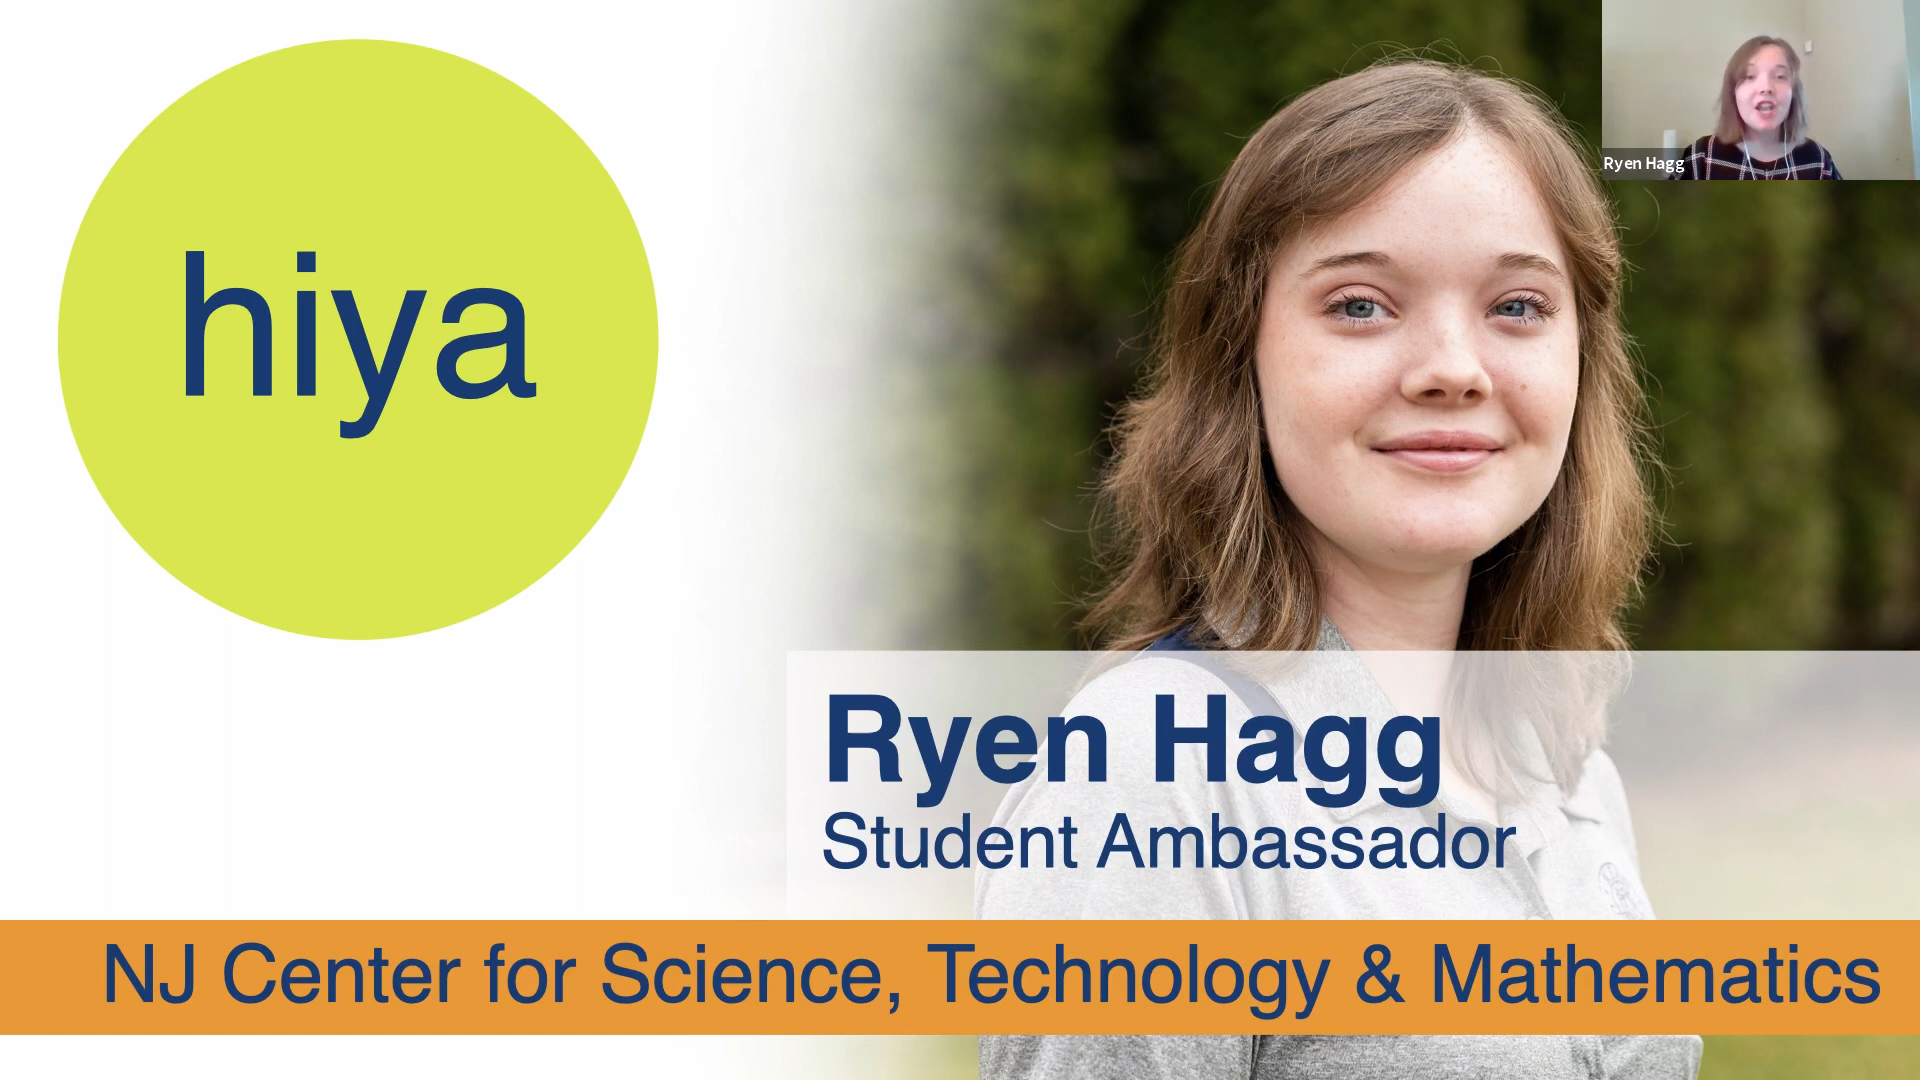 hiya
Ryen Hagg
Ryen Hagg
Student Ambassador
NJ Center for Science, Technology & Mathematics